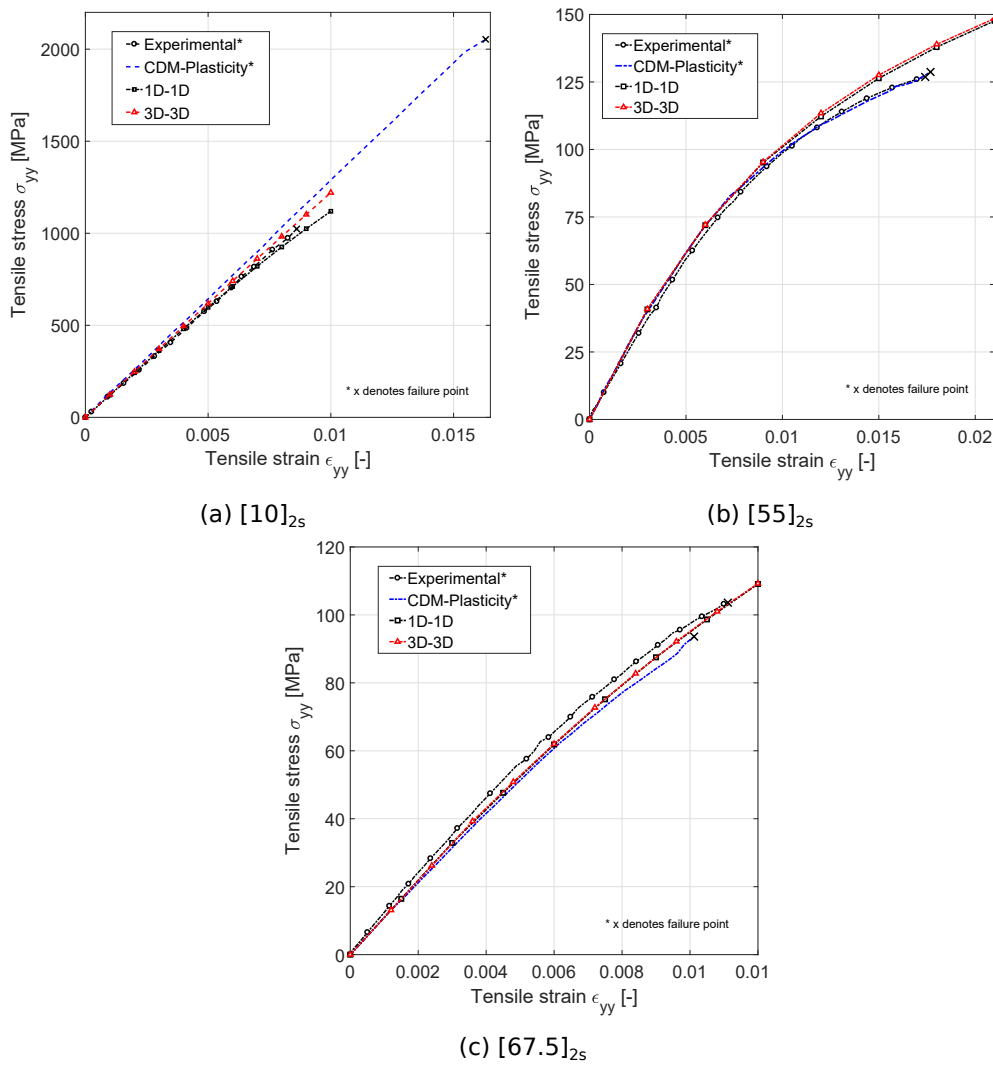 2000
1500
1000
500
0
Tensile stress σyy [MPa]
Experimental*
CDM-Plasticity*
1D-1D
3D-3D
* x denotes failure point
0 0.005 0.01 0.015
Tensile strain ϵyy [-]
(a) [10]2s
150
125
100
75
50
25
0
Tensile stress σyy [MPa]
Experimental*
CDM-Plasticity*
1D-1D
3D-3D
* x denotes failure point
0 0.005 0.01 0.015 0.02
Tensile strain ϵyy [-]
(b) [55]2s
120
100
80
60
40
20
0
Tensile stress σyy [MPa]
Experimental*
CDM-Plasticity*
1D-1D
3D-3D
* x denotes failure point
0 0.002 0.004 0.006 0.008 0.01 0.01
Tensile strain ϵyy [-]
(c) [67.5]2s